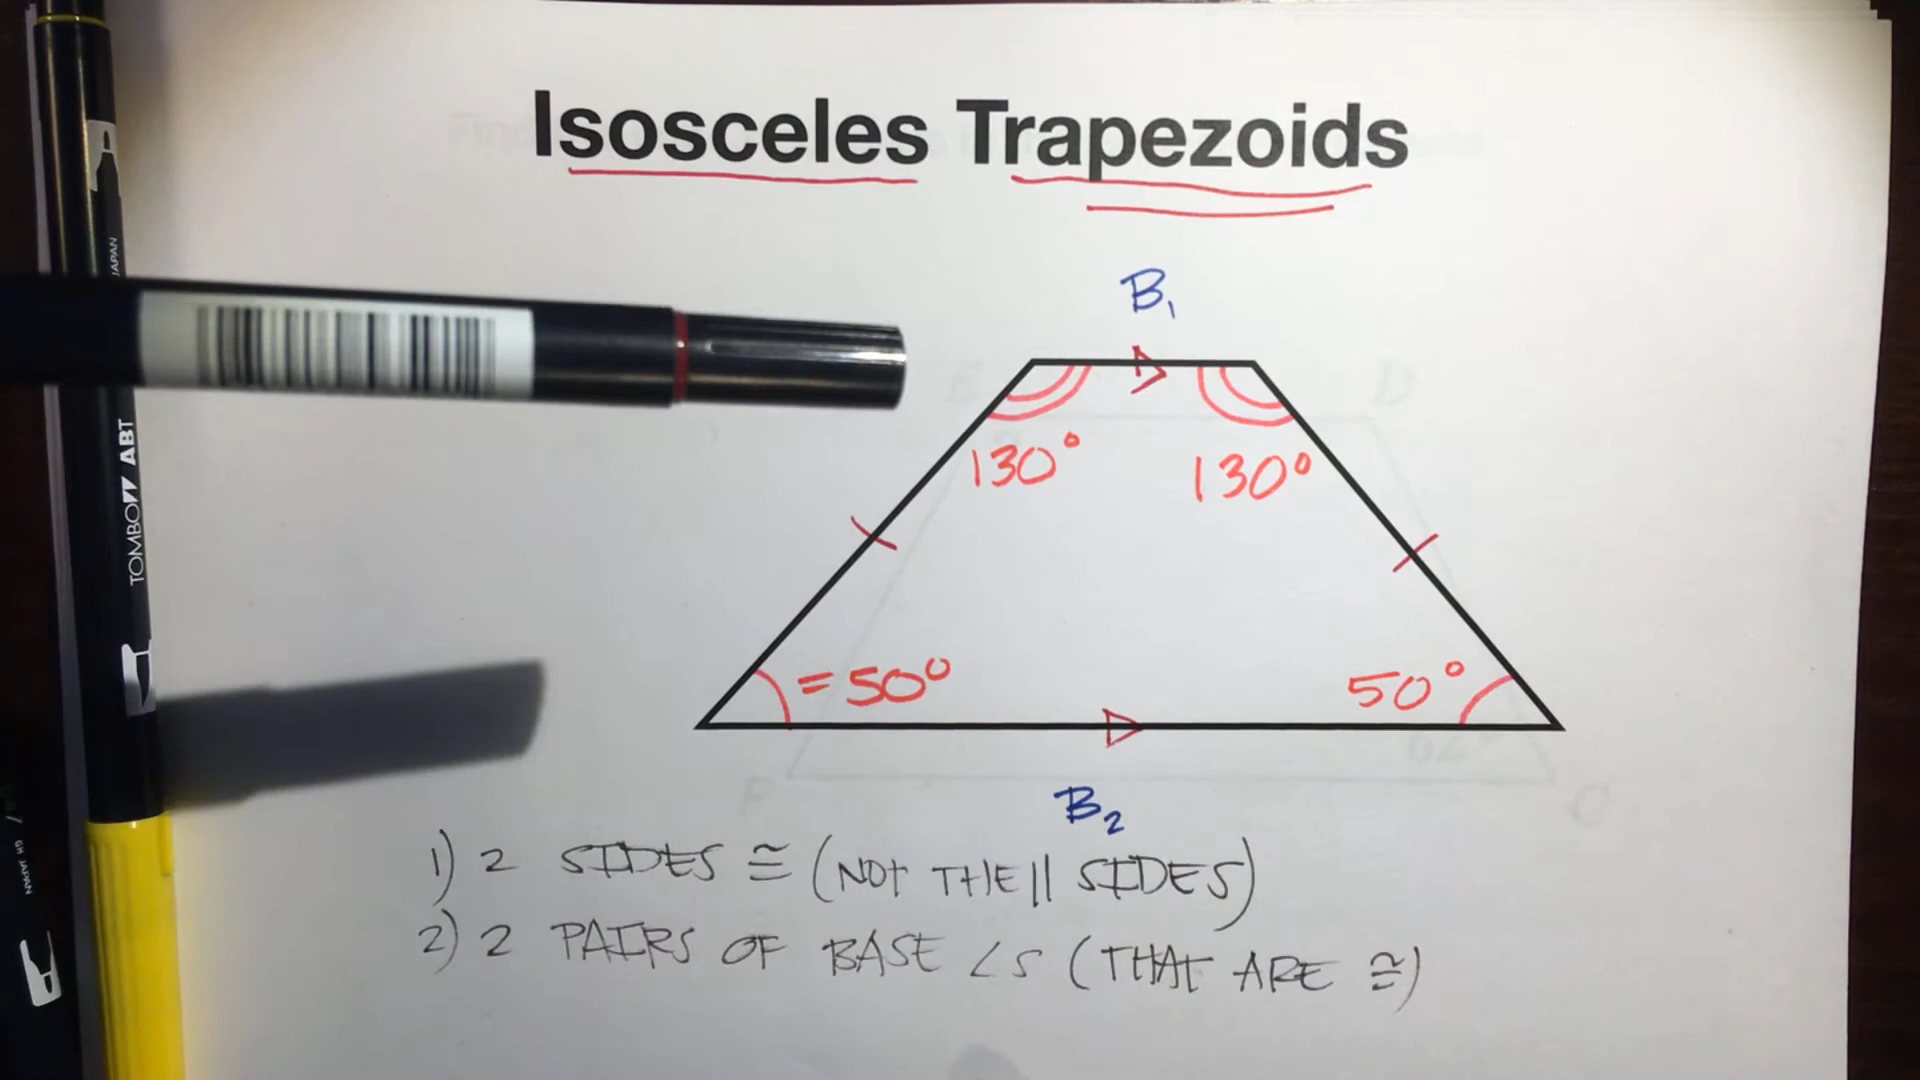 Isosceles Trapezoids
B₁
130° 130°
= 50° 50°
B₂
1) 2 SIDES ≅ (NOT THE || SIDES)
2) 2 PAIRS OF BASE ∠S (THAT ARE ≅)
TOMBOW ABT
JAPAN